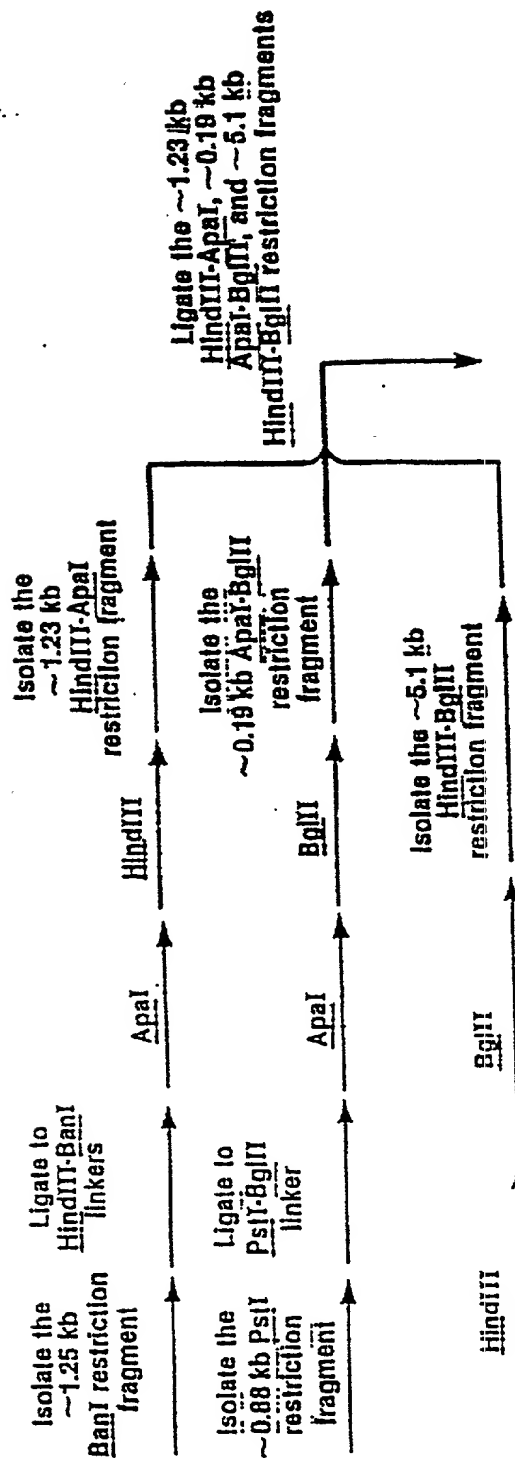 Isolate the
~1.25 kb
BanI restriction
fragment
Ligate to
HindIII-BanI
linkers
ApaI
HindIII
Isolate the
~1.23 kb
HindIII-ApaI
restriction fragment
Isolate the
~0.88 kb PstI
restriction
fragment
Ligate to
PstI-BglII
linker
ApaI
BglII
Isolate the
~0.19 kb ApaI-BglII
restriction
fragment
HindIII
BglII
Isolate the ~5.1 kb
HindIII-BglII
restriction fragment
Ligate the ~1.23 kb
HindIII-ApaI, ~0.19 kb
ApaI-BglII, and ~5.1 kb
HindIII-BglII restriction fragments